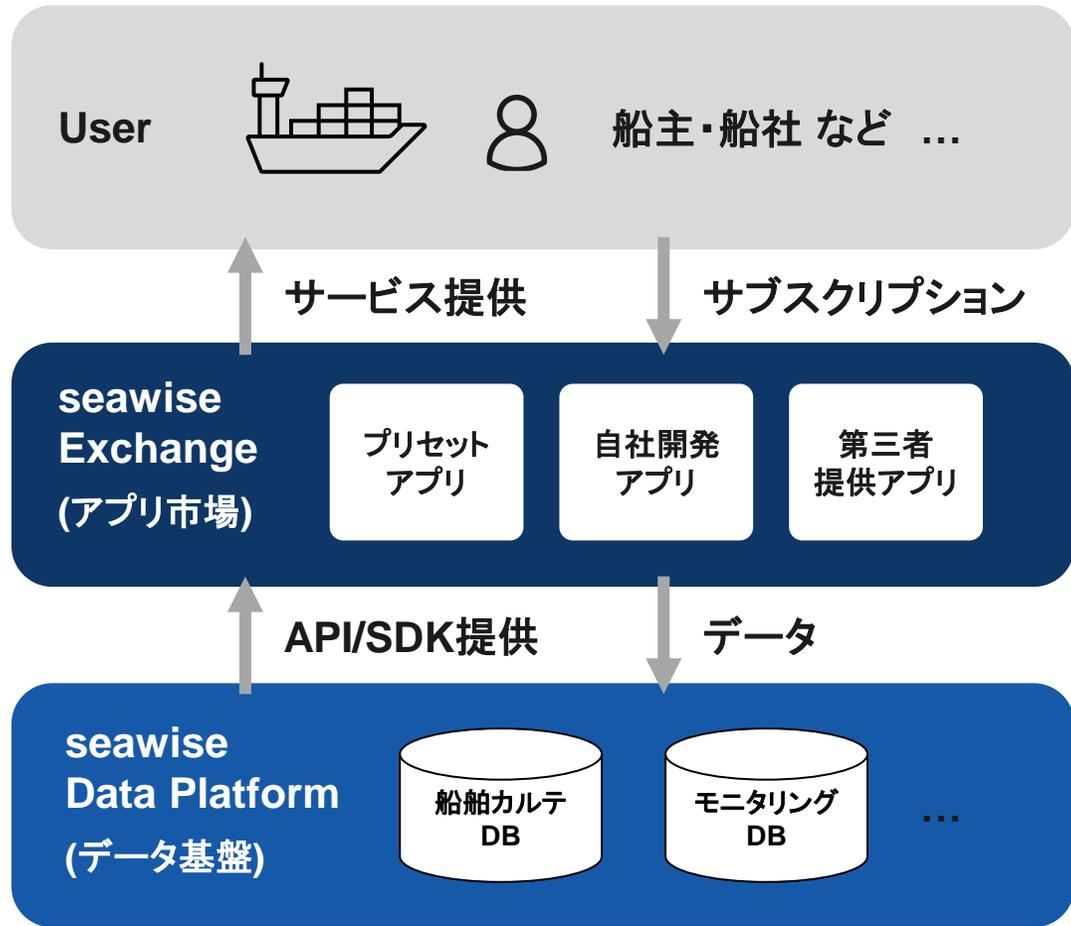 User
船主・船社 など …
サービス提供
サブスクリプション
seawise
Exchange
(アプリ市場)
プリセット
アプリ
自社開発
アプリ
第三者
提供アプリ
API/SDK提供
データ
seawise
Data Platform
(データ基盤)
船舶カルテ
DB
モニタリング
DB
…